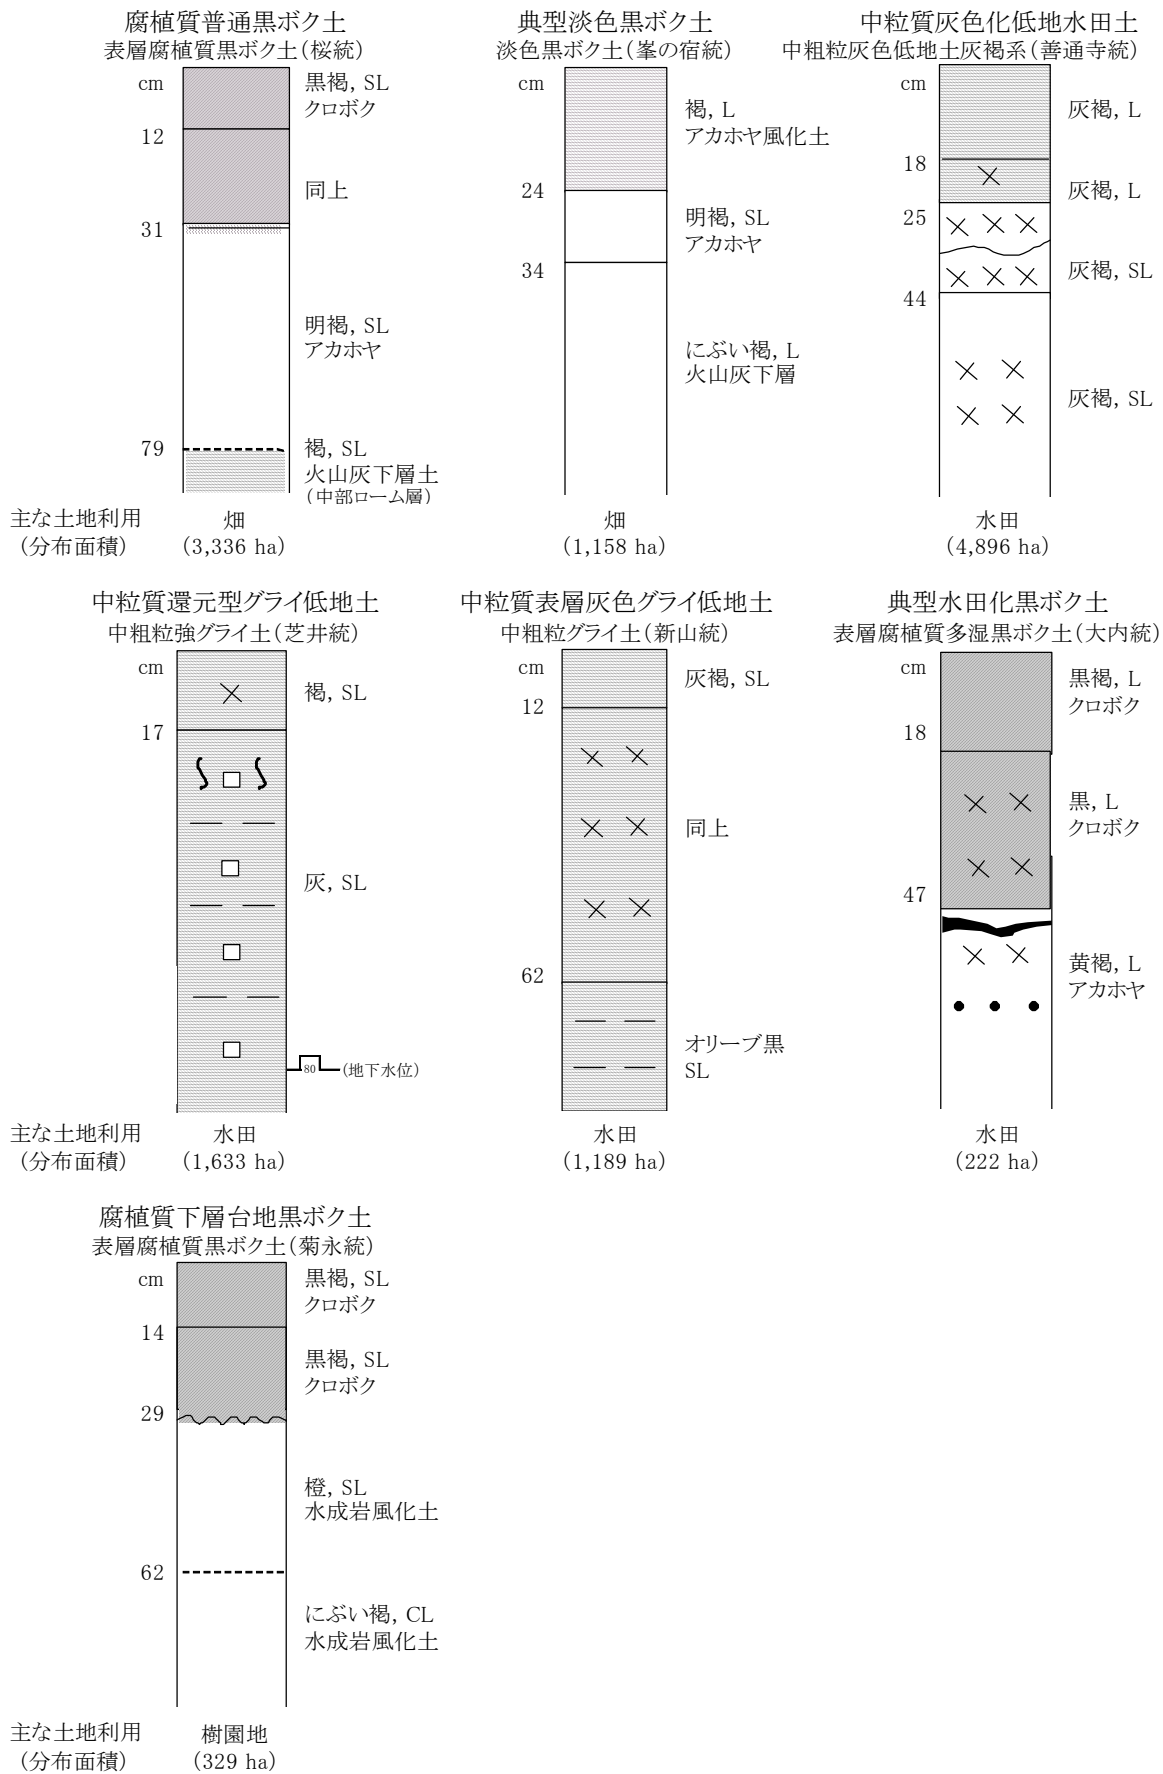 腐植質普通黒ボク土
表層腐植質黒ボク土(桜統)
cm
黒褐, SL
クロボク
12
同上
31
明褐, SL
アカホヤ
79
褐, SL
火山灰下層土
(中部ローム層)
主な土地利用
(分布面積)
畑
(3,336 ha)
典型淡色黒ボク土
淡色黒ボク土(峯の宿統)
cm
褐, L
アカホヤ風化土
24
明褐, SL
アカホヤ
34
にぶい褐, L
火山灰下層
畑
(1,158 ha)
中粒質灰色化低地水田土
中粗粒灰色低地土灰褐系(善通寺統)
cm
灰褐, L
18
灰褐, L
25
灰褐, SL
44
灰褐, SL
水田
(4,896 ha)
中粒質還元型グライ低地土
中粗粒強グライ土(芝井統)
cm
褐, SL
17
灰, SL
80
(地下水位)
主な土地利用
(分布面積)
水田
(1,633 ha)
中粒質表層灰色グライ低地土
中粗粒グライ土(新山統)
cm
灰褐, SL
12
同上
62
オリーブ黒
SL
水田
(1,189 ha)
典型水田化黒ボク土
表層腐植質多湿黒ボク土(大内統)
cm
黒褐, L
クロボク
18
黒, L
クロボク
47
黄褐, L
アカホヤ
水田
(222 ha)
腐植質下層台地黒ボク土
表層腐植質黒ボク土(菊永統)
cm
黒褐, SL
クロボク
14
黒褐, SL
クロボク
29
橙, SL
水成岩風化土
62
にぶい褐, CL
水成岩風化土
主な土地利用
(分布面積)
樹園地
(329 ha)